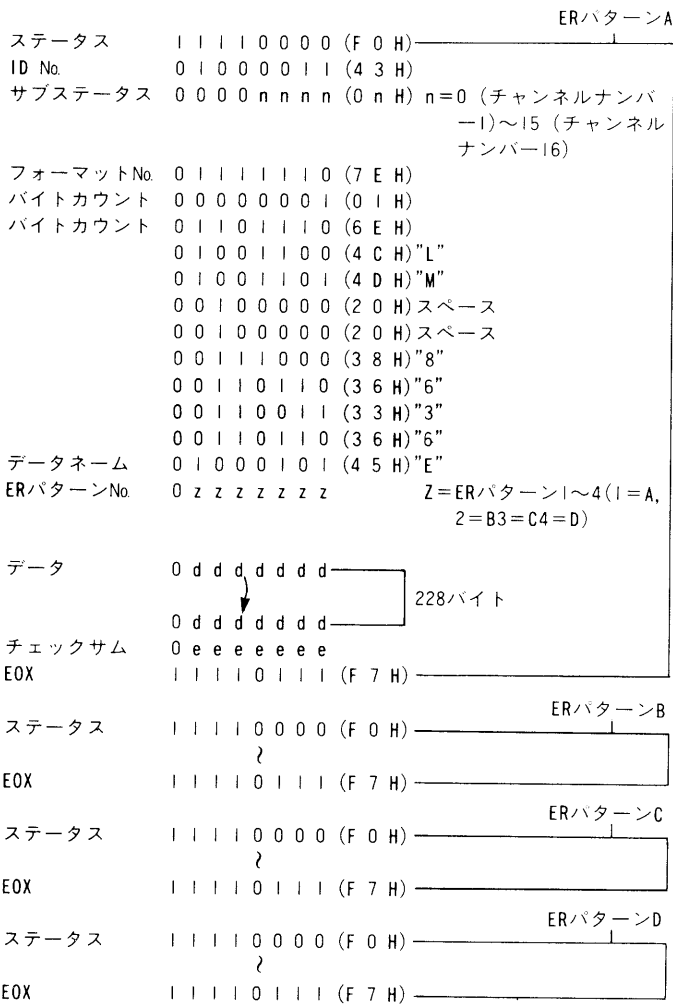 ERパターンA
ステータス 1 1 1 1 0 0 0 0 (F 0 H)
ID No. 0 1 0 0 0 0 1 1 (4 3 H)
サブステータス 0 0 0 0 n n n n (0 n H) n=0 (チャンネルナンバ
ー1)〜15 (チャンネル
ナンバー16)
フォーマットNo. 0 1 1 1 1 1 1 0 (7 E H)
バイトカウント 0 0 0 0 0 0 0 1 (0 1 H)
バイトカウント 0 1 1 0 1 1 1 0 (6 E H)
0 1 0 0 1 1 0 0 (4 C H)"L"
0 1 0 0 1 1 0 1 (4 D H)"M"
0 0 1 0 0 0 0 0 (2 0 H)スペース
0 0 1 0 0 0 0 0 (2 0 H)スペース
0 0 1 1 1 0 0 0 (3 8 H)"8"
0 0 1 1 0 1 1 0 (3 6 H)"6"
0 0 1 1 0 0 1 1 (3 3 H)"3"
0 0 1 1 0 1 1 0 (3 6 H)"6"
データネーム 0 1 0 0 0 1 0 1 (4 5 H)"E"
ERパターンNo. 0 z z z z z z z Z=ERパターン1〜4(1=A,
2=B3=C4=D)
データ 0 d d d d d d d
228バイト
0 d d d d d d d
チェックサム 0 e e e e e e e
EOX 1 1 1 1 0 1 1 1 (F 7 H)
ERパターンB
ステータス 1 1 1 1 0 0 0 0 (F 0 H)
〜
EOX 1 1 1 1 0 1 1 1 (F 7 H)
ERパターンC
ステータス 1 1 1 1 0 0 0 0 (F 0 H)
〜
EOX 1 1 1 1 0 1 1 1 (F 7 H)
ERパターンD
ステータス 1 1 1 1 0 0 0 0 (F 0 H)
〜
EOX 1 1 1 1 0 1 1 1 (F 7 H)